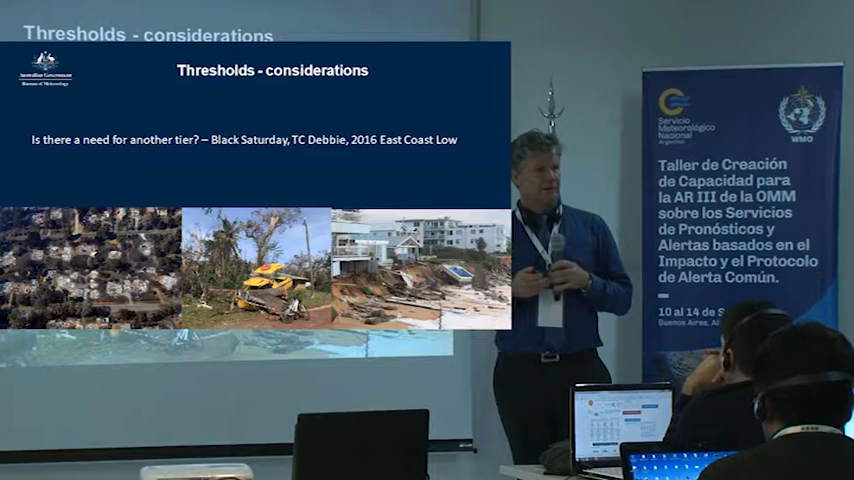 Thresholds - considerations
Australian Government
Bureau of Meteorology
Thresholds - considerations
Is there a need for another tier? – Black Saturday, TC Debbie, 2016 East Coast Low
Servicio
Meteorológico
Nacional
Argentino
WMO
Taller de Creación
de Capacidad para
la AR III de la OMM
sobre los Servicios
de Pronósticos y
Alertas basados en el
Impacto y el Protocolo
de Alerta Común.
10 al 14 de S
Buenos Aires, A